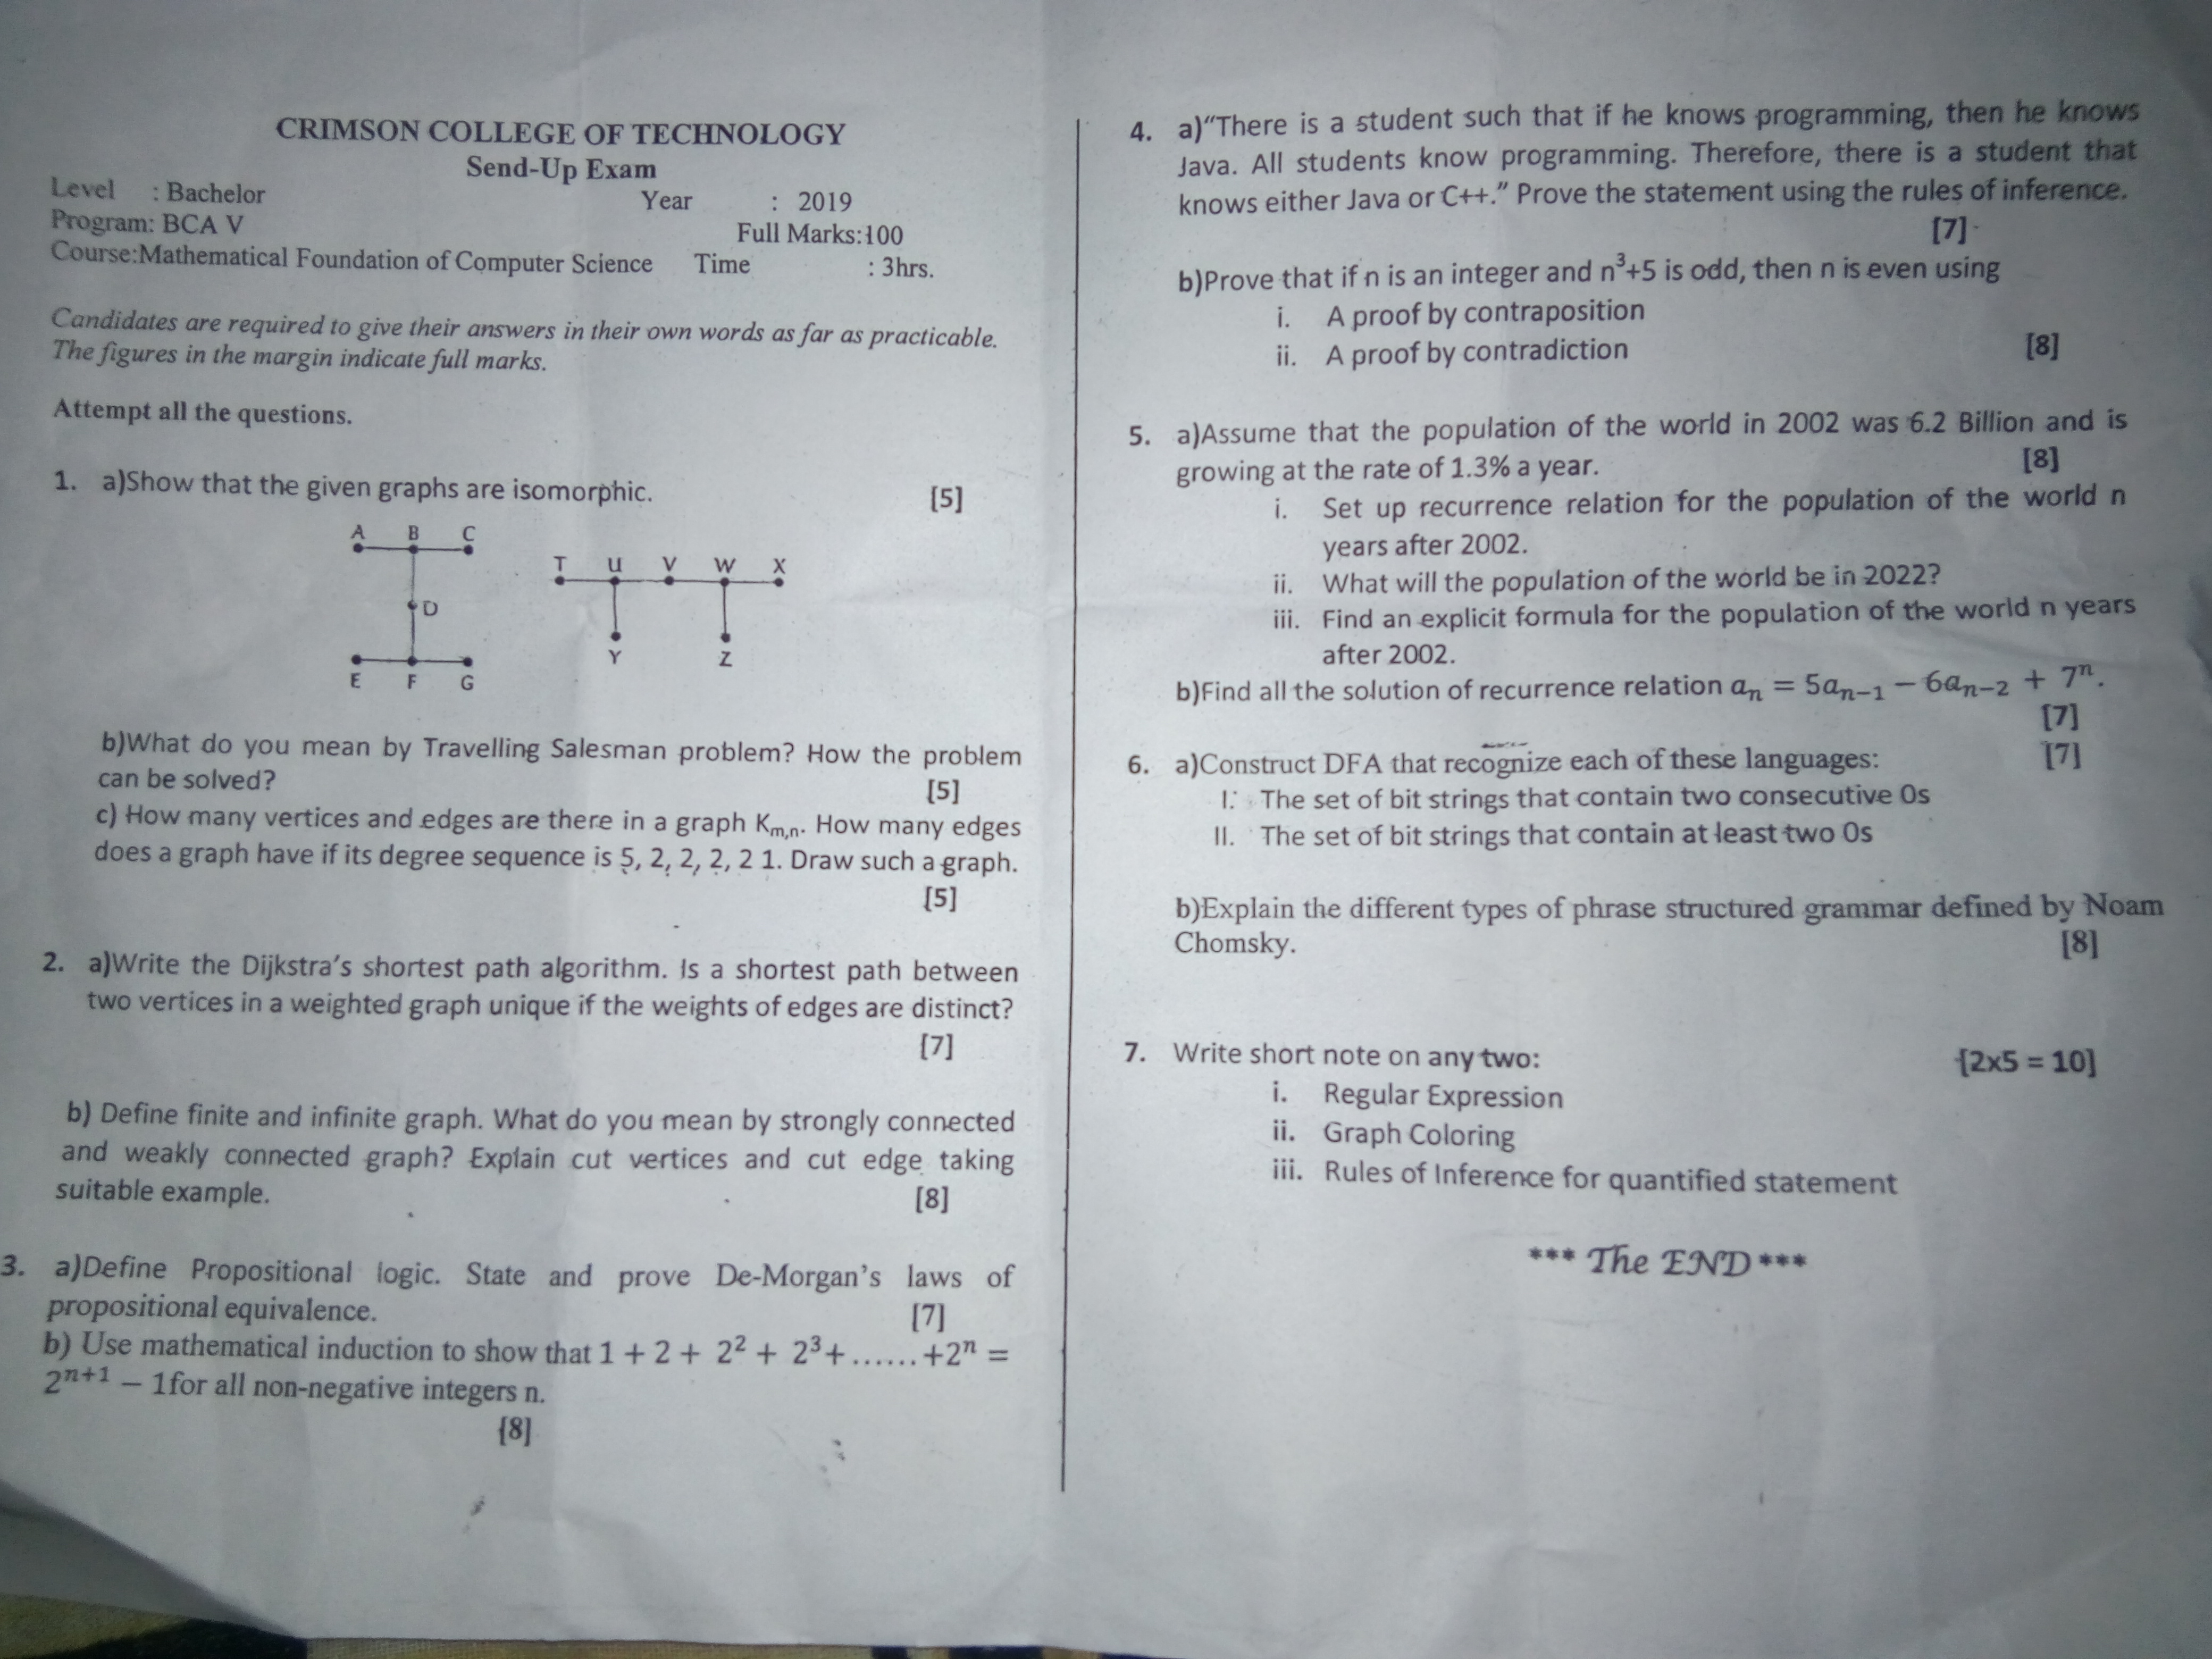 CRIMSON COLLEGE OF TECHNOLOGY
Send-Up Exam
Level : Bachelor Year : 2019
Program: BCA V Full Marks:100
Course:Mathematical Foundation of Computer Science Time : 3hrs.
Candidates are required to give their answers in their own words as far as practicable.
The figures in the margin indicate full marks.
Attempt all the questions.
1. a)Show that the given graphs are isomorphic. [5]
A B C
T u V W X
D
Y Z
E F G
b)What do you mean by Travelling Salesman problem? How the problem
can be solved? [5]
c) How many vertices and edges are there in a graph Kₘ,ₙ. How many edges
does a graph have if its degree sequence is 5, 2, 2, 2, 2 1. Draw such a graph.
[5]
2. a)Write the Dijkstra's shortest path algorithm. Is a shortest path between
two vertices in a weighted graph unique if the weights of edges are distinct?
[7]
b) Define finite and infinite graph. What do you mean by strongly connected
and weakly connected graph? Explain cut vertices and cut edge taking
suitable example. [8]
3. a)Define Propositional logic. State and prove De-Morgan's laws of
propositional equivalence. [7]
b) Use mathematical induction to show that 1 + 2 + 2² + 2³+......+2ⁿ =
2ⁿ⁺¹ – 1for all non-negative integers n.
[8]
4. a)"There is a student such that if he knows programming, then he knows
Java. All students know programming. Therefore, there is a student that
knows either Java or C++." Prove the statement using the rules of inference.
[7]
b)Prove that if n is an integer and n³+5 is odd, then n is even using
i. A proof by contraposition
ii. A proof by contradiction [8]
5. a)Assume that the population of the world in 2002 was 6.2 Billion and is
growing at the rate of 1.3% a year. [8]
i. Set up recurrence relation for the population of the world n
years after 2002.
ii. What will the population of the world be in 2022?
iii. Find an explicit formula for the population of the world n years
after 2002.
b)Find all the solution of recurrence relation aₙ = 5aₙ₋₁ – 6aₙ₋₂ + 7ⁿ.
[7]
6. a)Construct DFA that recognize each of these languages: [7]
I. The set of bit strings that contain two consecutive 0s
II. The set of bit strings that contain at least two 0s
b)Explain the different types of phrase structured grammar defined by Noam
Chomsky. [8]
7. Write short note on any two: [2x5 = 10]
i. Regular Expression
ii. Graph Coloring
iii. Rules of Inference for quantified statement
*** The END ***